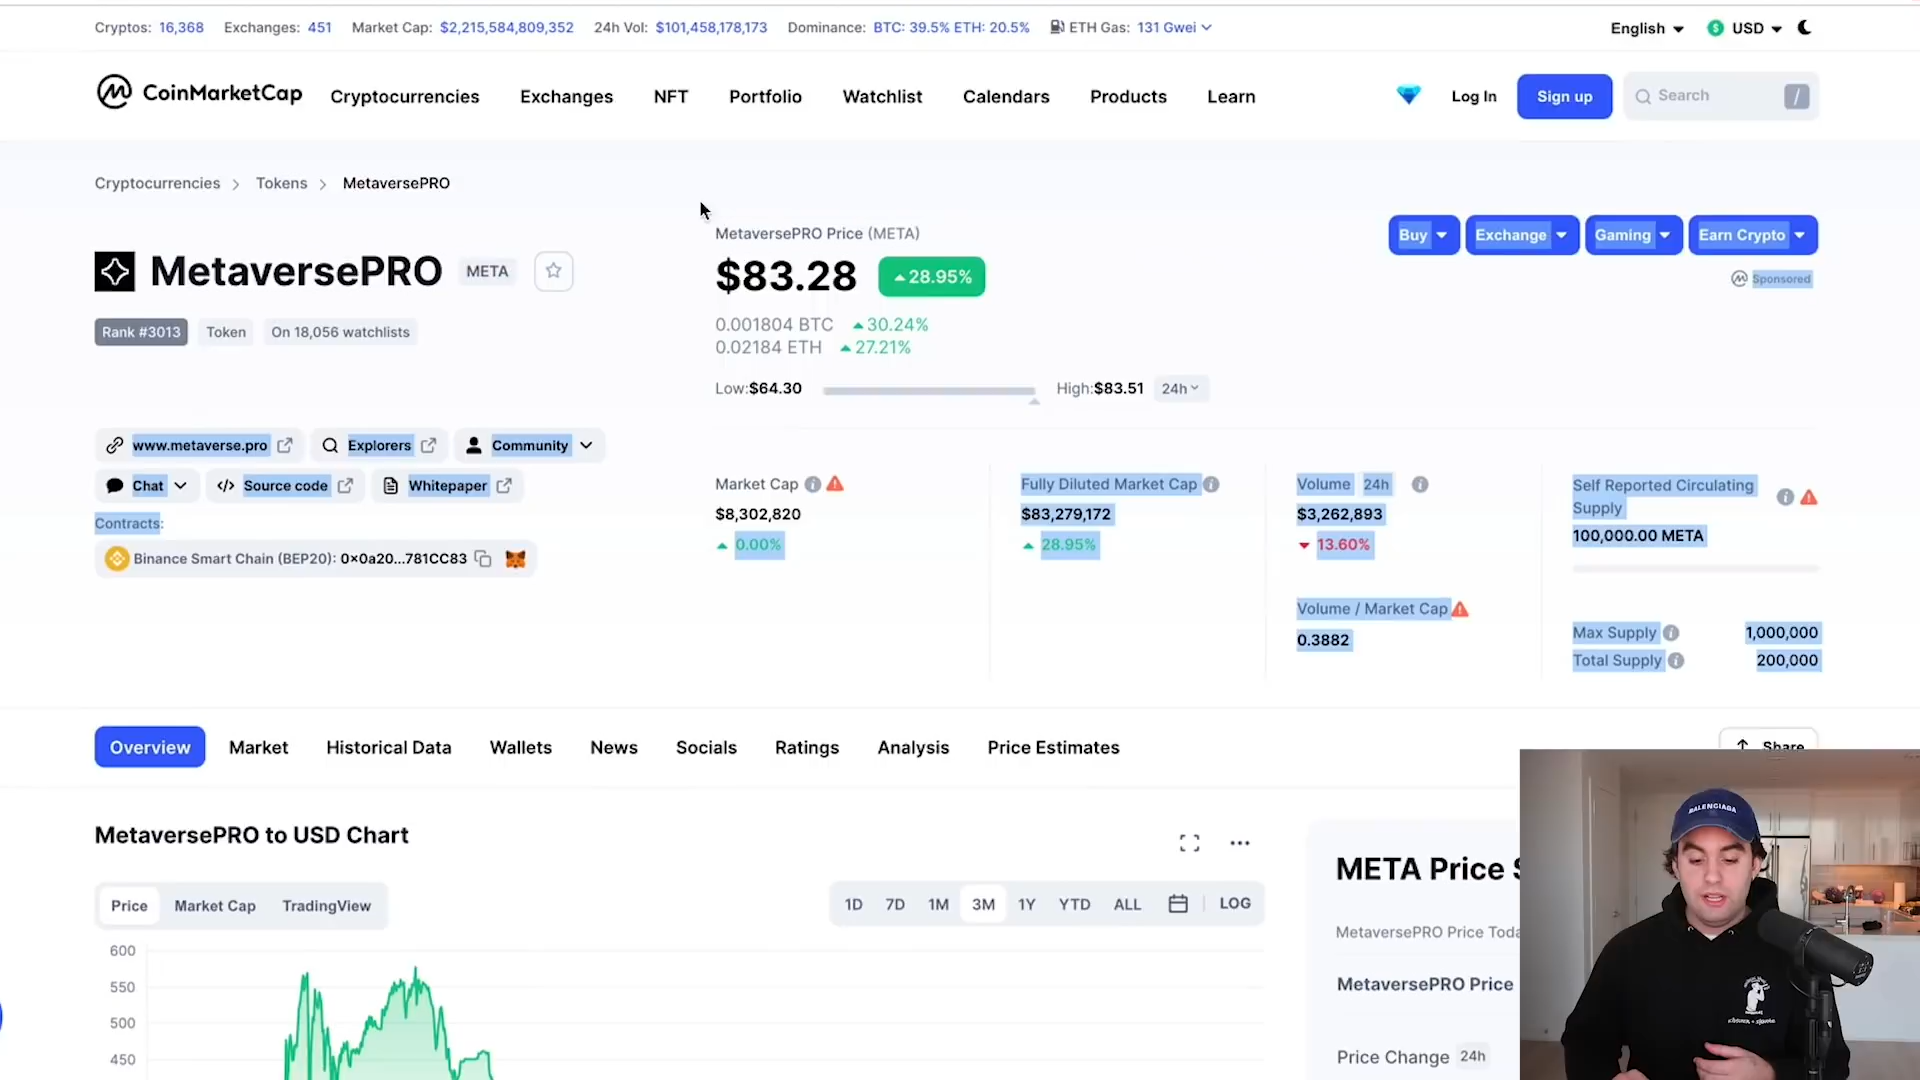 Cryptos: 16,368 Exchanges: 451 Market Cap: $2,215,584,809,352 24h Vol: $101,458,178,173 Dominance: BTC: 39.5% ETH: 20.5% ETH Gas: 131 Gwei English USD
CoinMarketCap Cryptocurrencies Exchanges NFT Portfolio Watchlist Calendars Products Learn Log In Sign up Search /
Cryptocurrencies > Tokens > MetaversePRO
MetaversePRO META
Rank #3013 Token On 18,056 watchlists
www.metaverse.pro Explorers Community
Chat </> Source code Whitepaper
Contracts:
Binance Smart Chain (BEP20): 0x0a20...781CC83
MetaversePRO Price (META)
$83.28 28.95%
0.001804 BTC 30.24%
0.02184 ETH 27.21%
Low:$64.30 High:$83.51 24h
Buy Exchange Gaming Earn Crypto
Sponsored
Market Cap
$8,302,820
0.00%
Fully Diluted Market Cap
$83,279,172
28.95%
Volume 24h
$3,262,893
13.60%
Volume / Market Cap
0.3882
Self Reported Circulating
Supply
100,000.00 META
Max Supply 1,000,000
Total Supply 200,000
Overview Market Historical Data Wallets News Socials Ratings Analysis Price Estimates Share
MetaversePRO to USD Chart
Price Market Cap TradingView 1D 7D 1M 3M 1Y YTD ALL LOG
600
550
500
450
META Price
MetaversePRO Price
MetaversePRO Price
Price Change 24h
BALENCIAGA